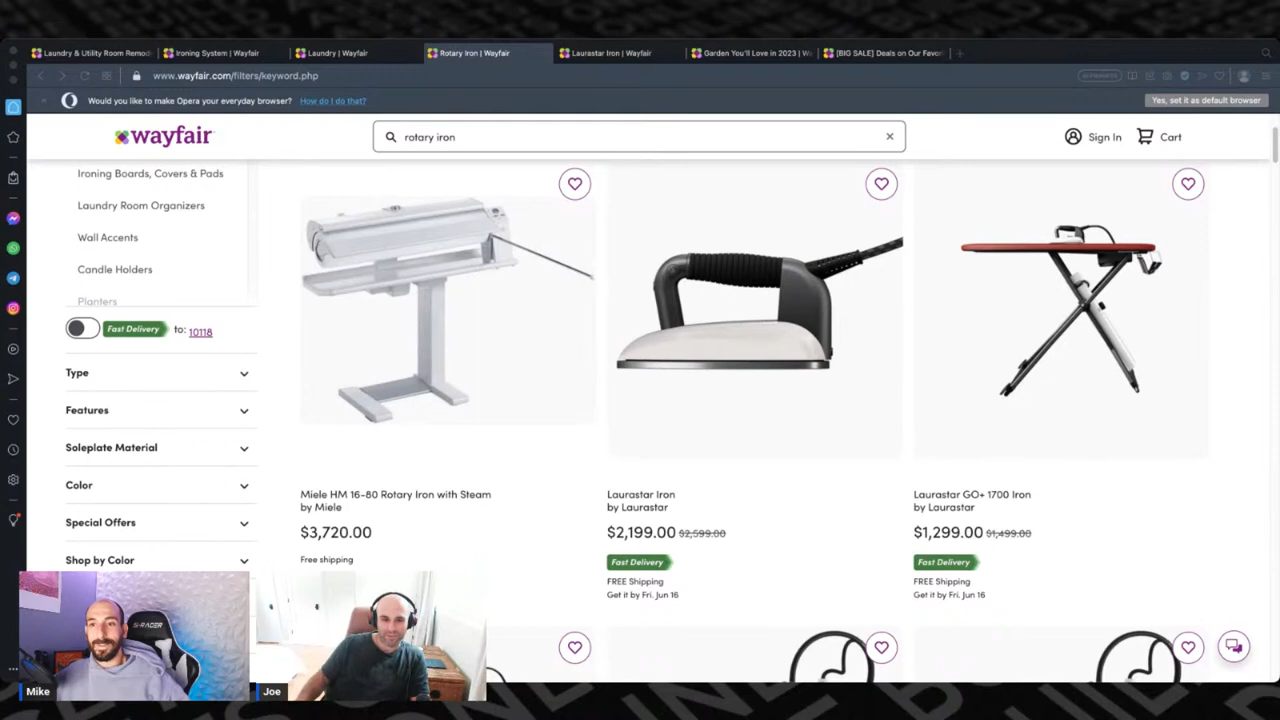 Laundry & Utility Room Remod
Ironing System | Wayfair
Laundry | Wayfair
Rotary Iron | Wayfair
Laurastar Iron | Wayfair
Garden You'll Love in 2023 | W
[BIG SALE] Deals on Our Favori
www.wayfair.com/filters/keyword.php
Would you like to make Opera your everyday browser? How do I do that?
Yes, set it as default browser
wayfair
rotary iron
Sign In
Cart
Ironing Boards, Covers & Pads
Laundry Room Organizers
Wall Accents
Candle Holders
Planters
Fast Delivery to: 10118
Type
Features
Soleplate Material
Color
Special Offers
Shop by Color
Miele HM 16-80 Rotary Iron with Steam
by Miele
$3,720.00
Free shipping
Laurastar Iron
by Laurastar
$2,199.00 $2,599.00
Fast Delivery
FREE Shipping
Get it by Fri. Jun 16
Laurastar GO+ 1700 Iron
by Laurastar
$1,299.00 $1,499.00
Fast Delivery
FREE Shipping
Get it by Fri. Jun 16
Mike
Joe